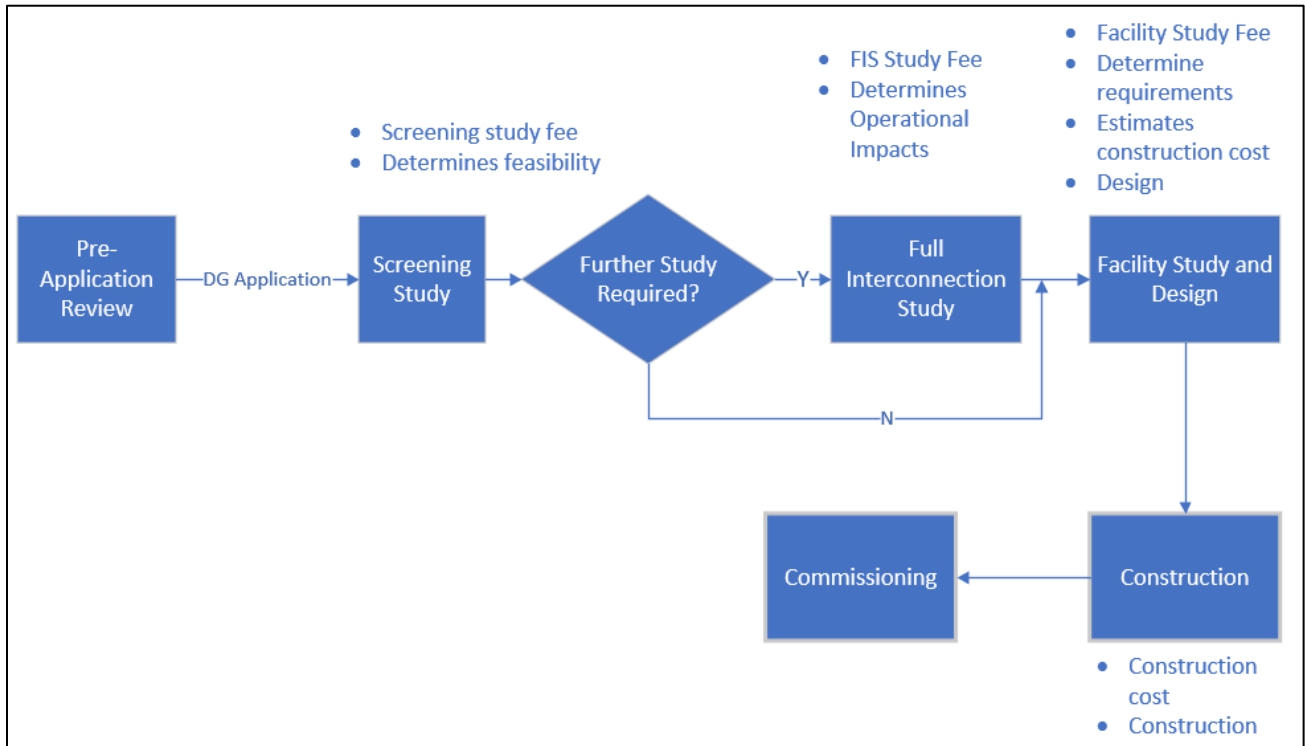 • Screening study fee
• Determines feasibility
• FIS Study Fee
• Determines
Operational
Impacts
• Facility Study Fee
• Determine
requirements
• Estimates
construction cost
• Design
Pre-
Application
Review
DG Application
Screening
Study
Further Study
Required?
Y
Full
Interconnection
Study
Facility Study and
Design
N
Commissioning
Construction
• Construction
cost
• Construction